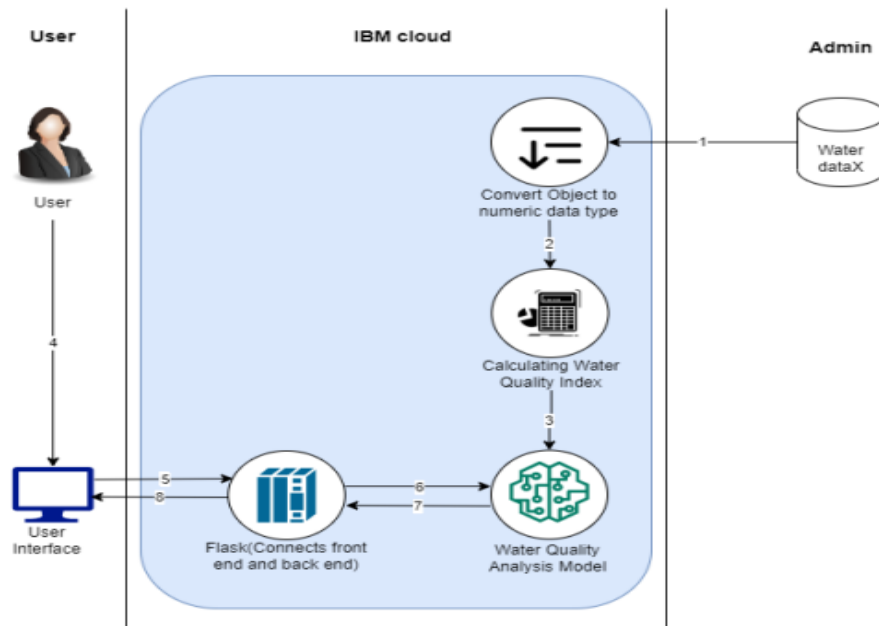 User
IBM cloud
Admin
Water
dataX
1
User
Convert Object to
numeric data type
2
4
Calculating Water
Quality Index
3
5
6
8
7
User
Interface
Flask(Connects front
end and back end)
Water Quality
Analysis Model